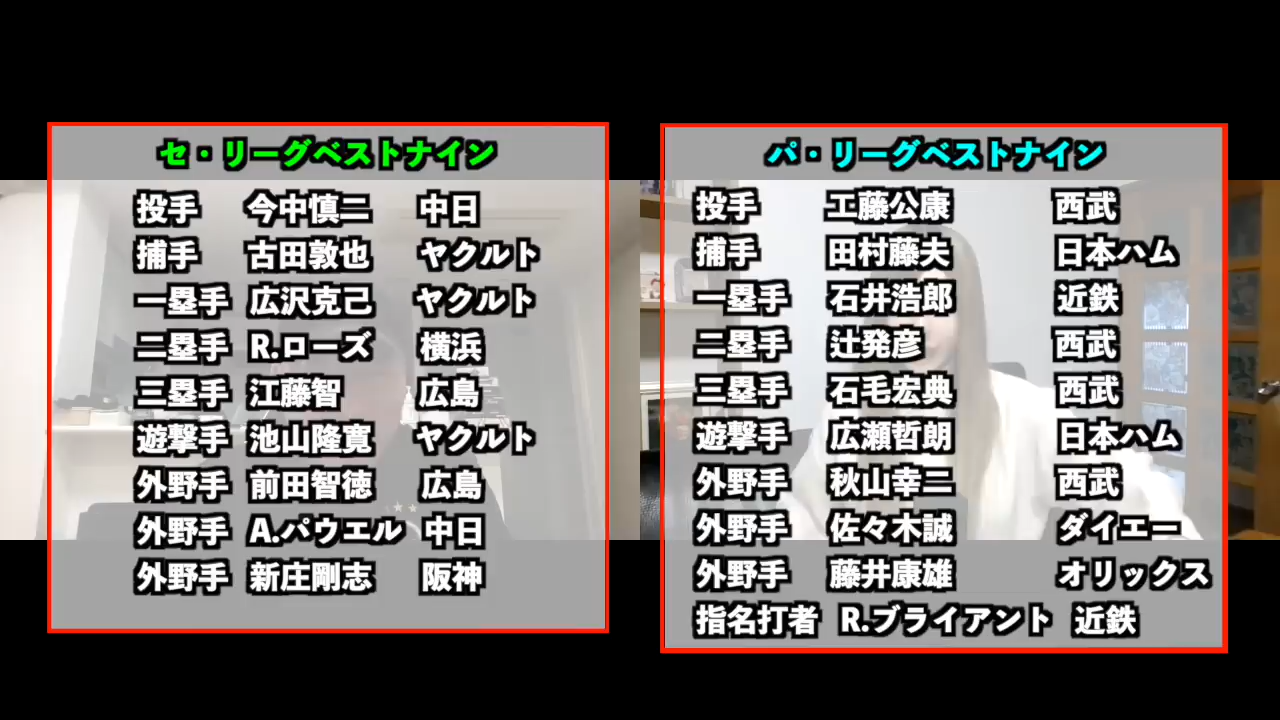 セ・リーグベストナイン
投手 今中慎二 中日
捕手 古田敦也 ヤクルト
一塁手 広沢克己 ヤクルト
二塁手 R.ローズ 横浜
三塁手 江藤智 広島
遊撃手 池山隆寛 ヤクルト
外野手 前田智徳 広島
外野手 A.パウエル 中日
外野手 新庄剛志 阪神
パ・リーグベストナイン
投手 工藤公康 西武
捕手 田村藤夫 日本ハム
一塁手 石井浩郎 近鉄
二塁手 辻発彦 西武
三塁手 石毛宏典 西武
遊撃手 広瀬哲朗 日本ハム
外野手 秋山幸二 西武
外野手 佐々木誠 ダイエー
外野手 藤井康雄 オリックス
指名打者 R.ブライアント 近鉄